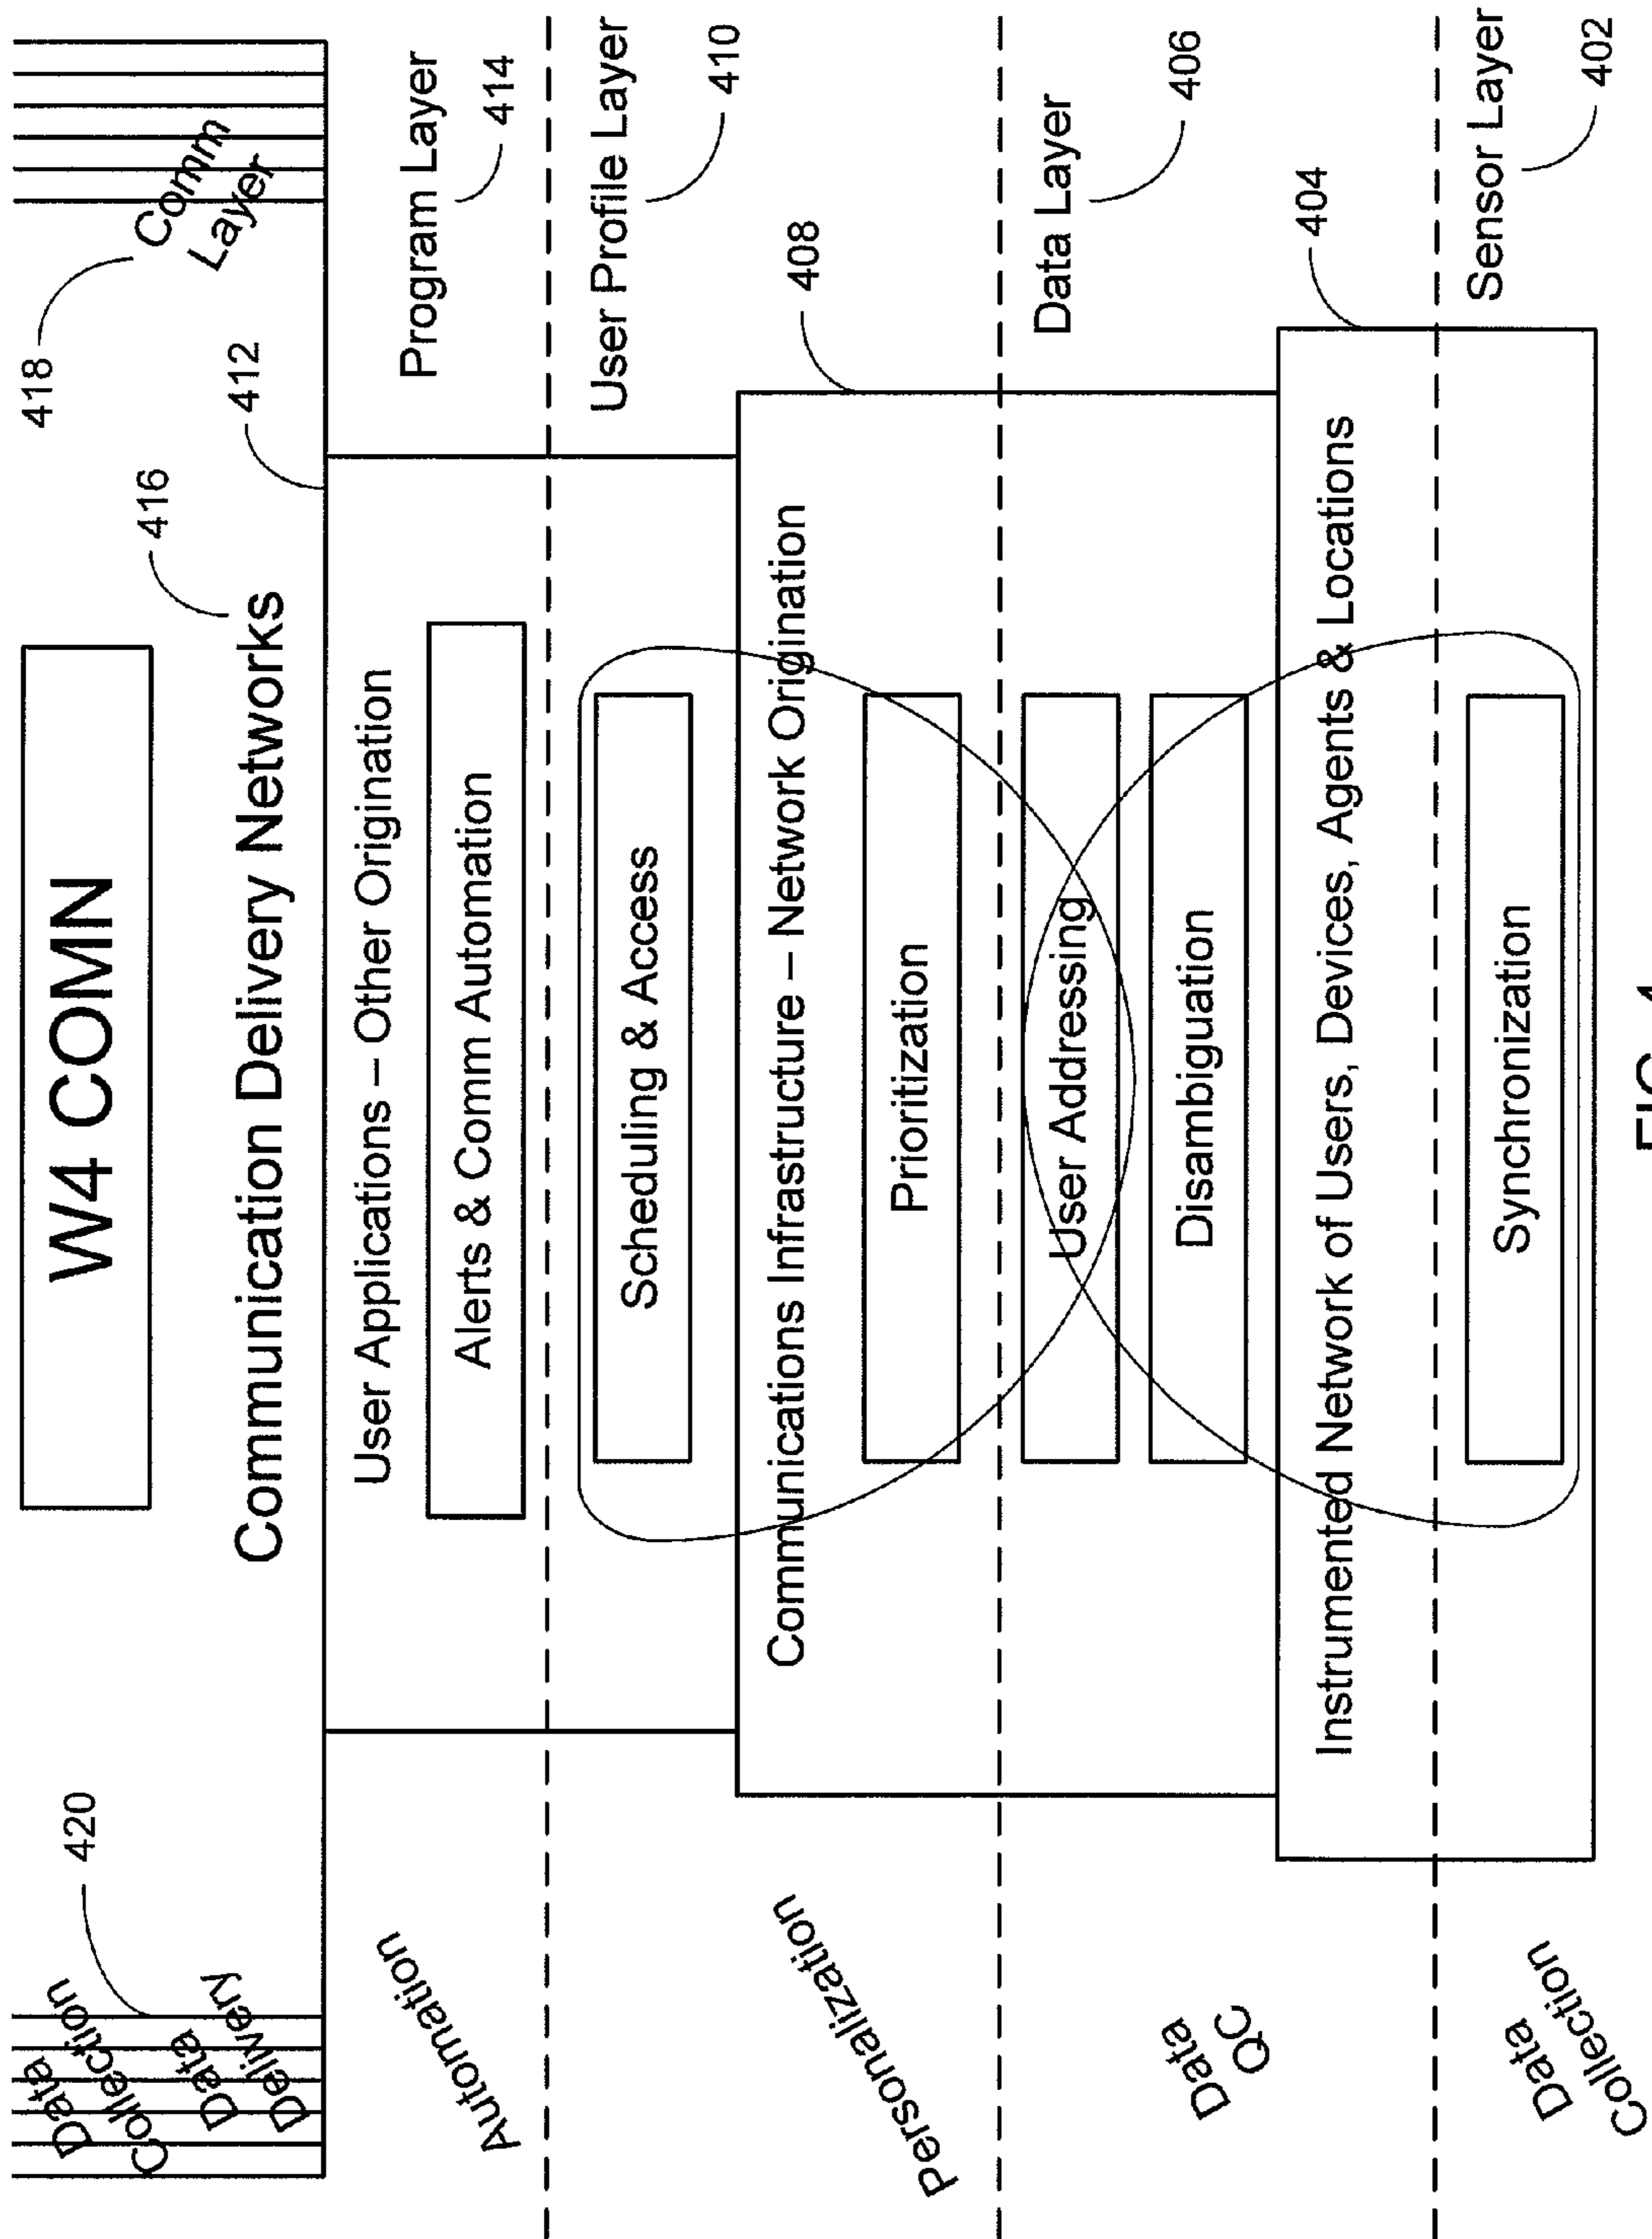 W4 COMN
418
420
Data
Collection
Data
Delivery
Comm
Layer
416
Communication Delivery Networks
412
User Applications – Other Origination
Automation
Program Layer
414
Alerts & Comm Automation
User Profile Layer
410
Scheduling & Access
Communications Infrastructure – Network Origination
408
Personalization
Prioritization
Data Layer
406
User Addressing
Data
QC
Disambiguation
404
Instrumented Network of Users, Devices, Agents & Locations
Sensor Layer
402
Data
Collection
Synchronization
FIG. 4